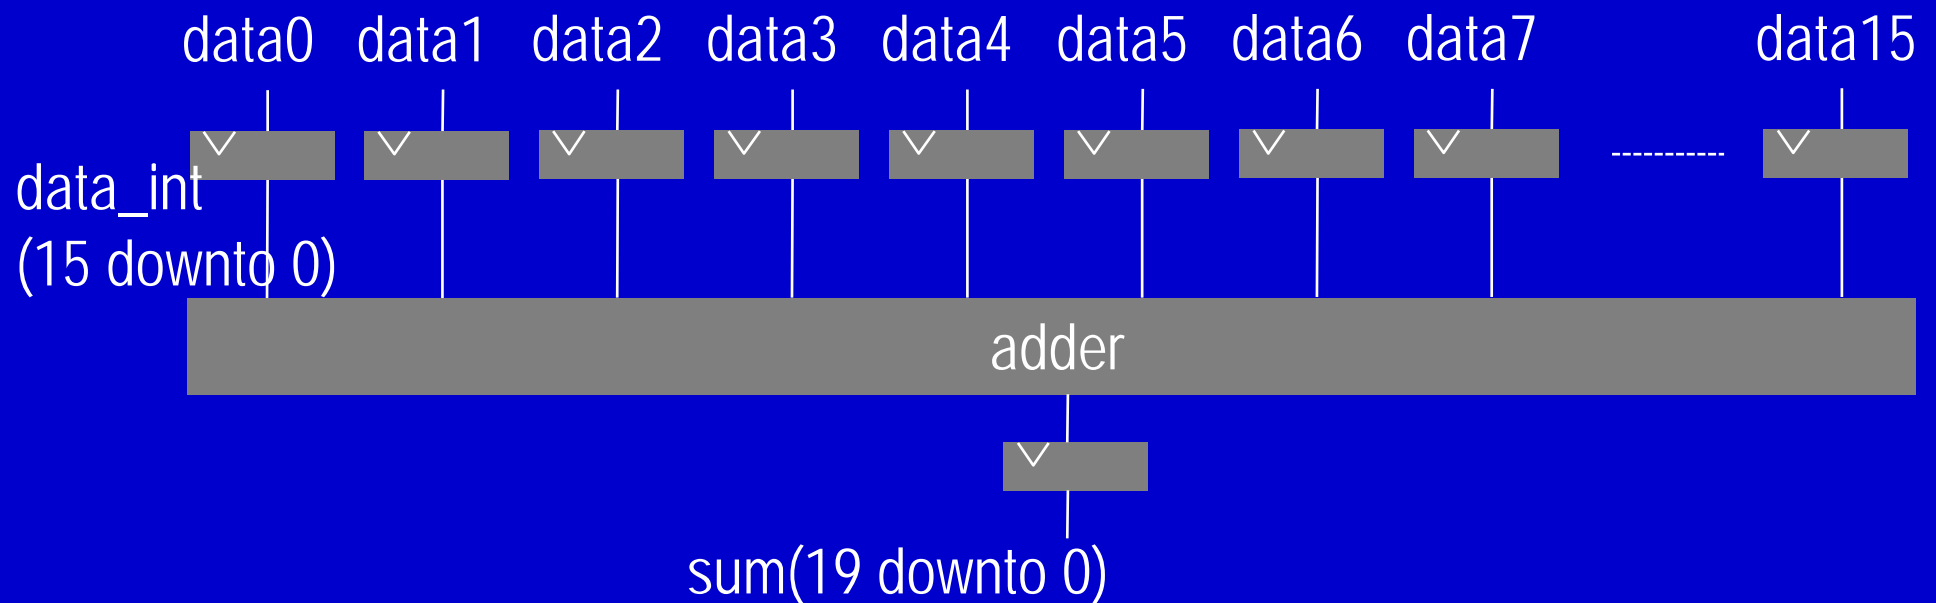 data0 data1 data2 data3 data4 data5 data6 data7 data15
data_int
(15 downto 0)
adder
sum(19 downto 0)